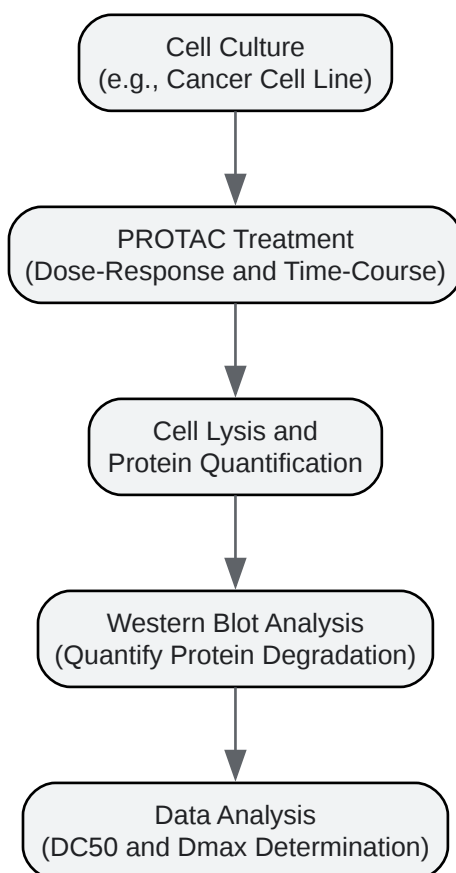 Cell Culture
(e.g., Cancer Cell Line)
PROTAC Treatment
(Dose-Response and Time-Course)
Cell Lysis and
Protein Quantification
Western Blot Analysis
(Quantify Protein Degradation)
Data Analysis
(DC50 and Dmax Determination)